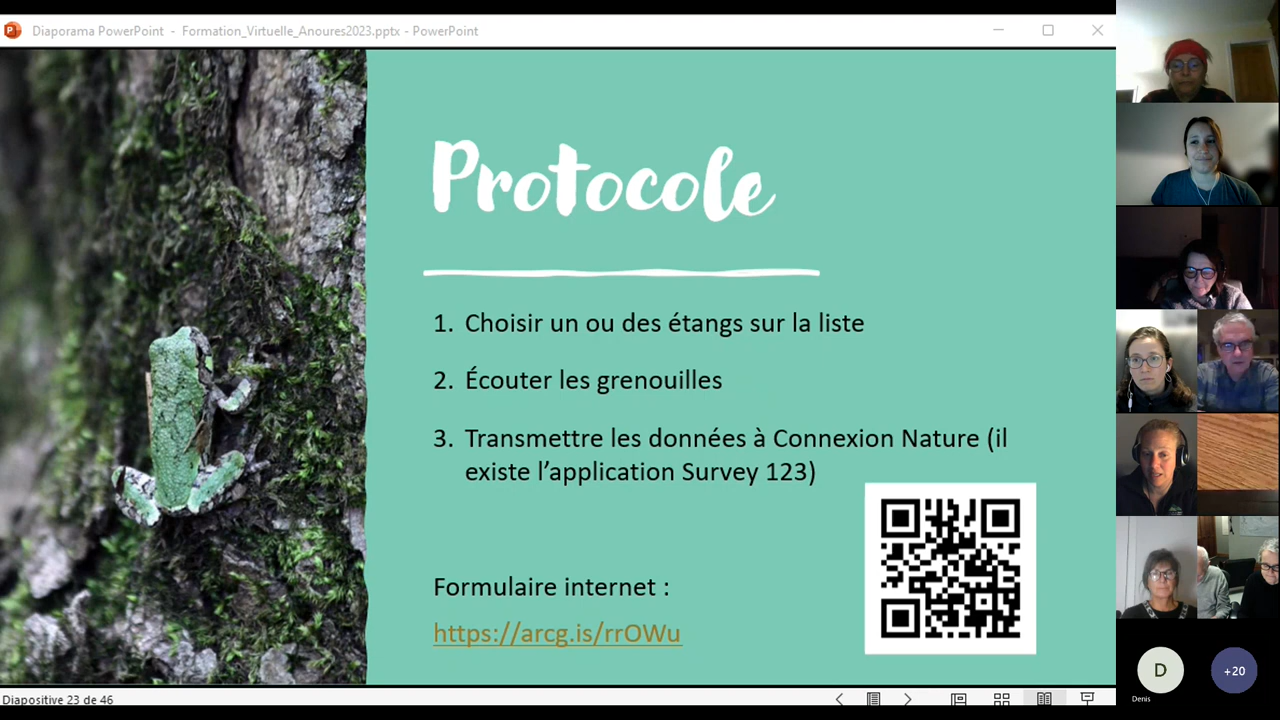 Diaporama PowerPoint - Formation_Virtuelle_Anoures2023.pptx - PowerPoint
Protocole
1. Choisir un ou des étangs sur la liste
2. Écouter les grenouilles
3. Transmettre les données à Connexion Nature (il
existe l’application Survey 123)
Formulaire internet :
https://arcg.is/rrOWu
Diapositive 23 de 46
D
Denis
+20